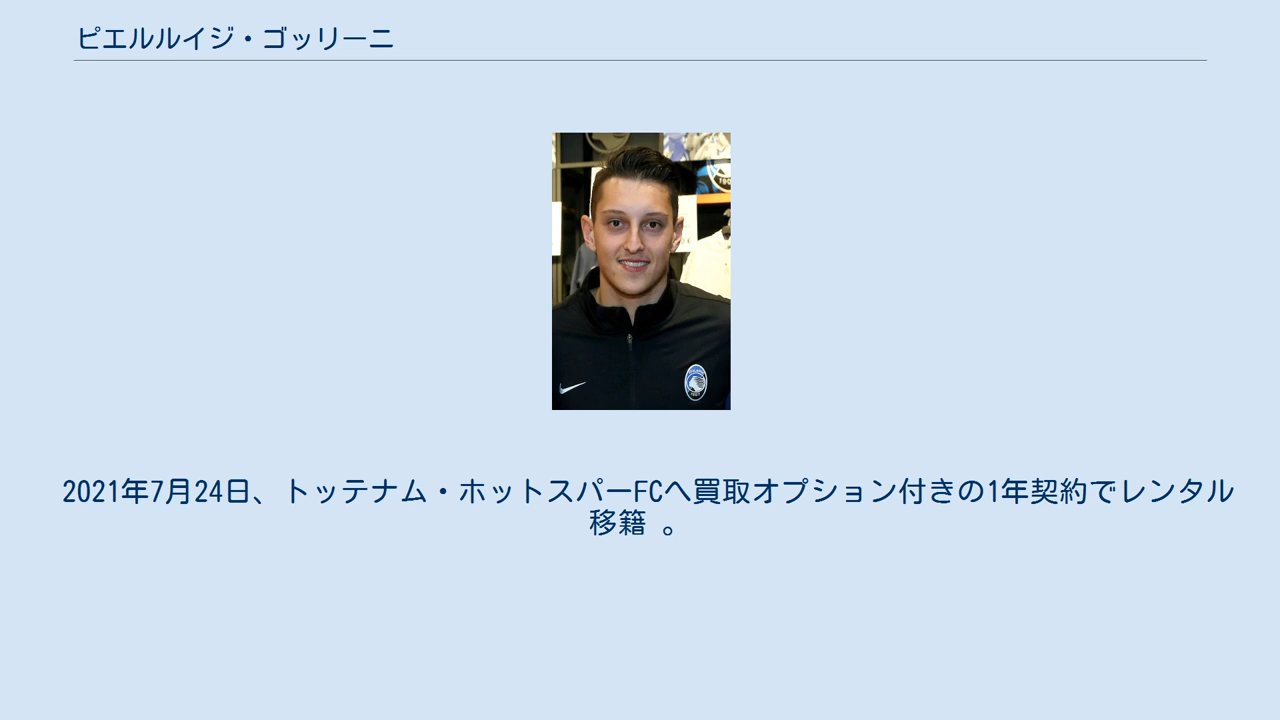 ピエルルイジ・ゴッリーニ
2021年7月24日、トッテナム・ホットスパーFCへ買取オプション付きの1年契約でレンタル
移籍 。